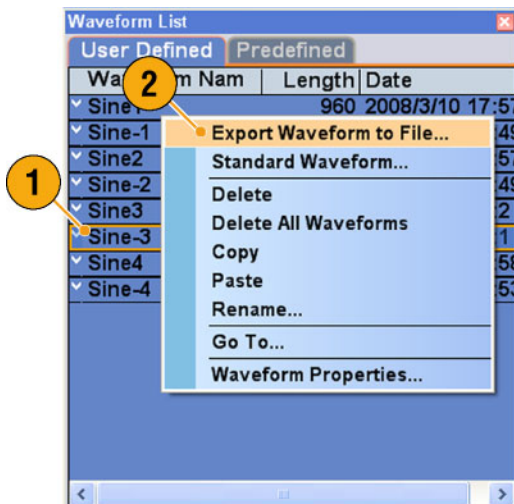 Waveform List
User Defined Predefined
Nam Length Date
960 2008/3/10 17:57
Sine-1
Sine2
Sine-2
Sine3
Sine-3
Sine4
Sine-4
2
1
Export Waveform to File...
Standard Waveform...
Delete
Delete All Waveforms
Copy
Paste
Rename...
Go To...
Waveform Properties...